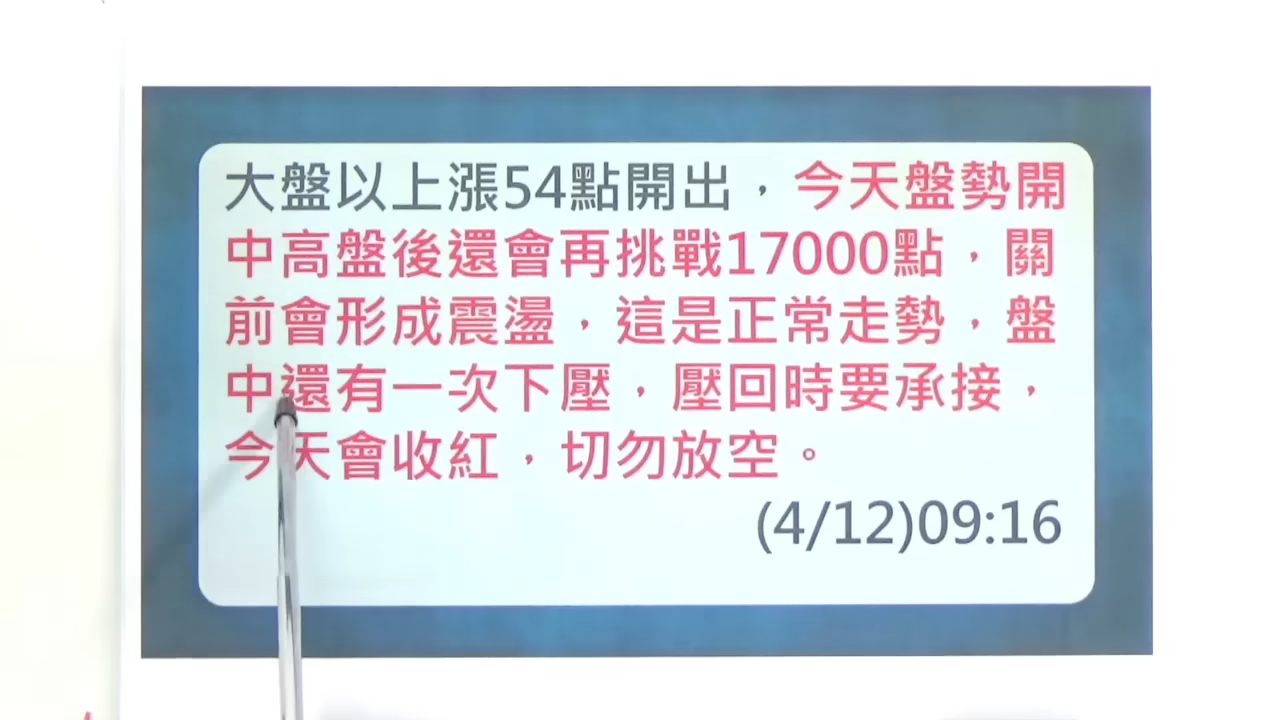 大盤以上漲54點開出，今天盤勢開
中高盤後還會再挑戰17000點，關
前會形成震盪，這是正常走勢，盤
中還有一次下壓，壓回時要承接，
今天會收紅，切勿放空。
(4/12)09:16